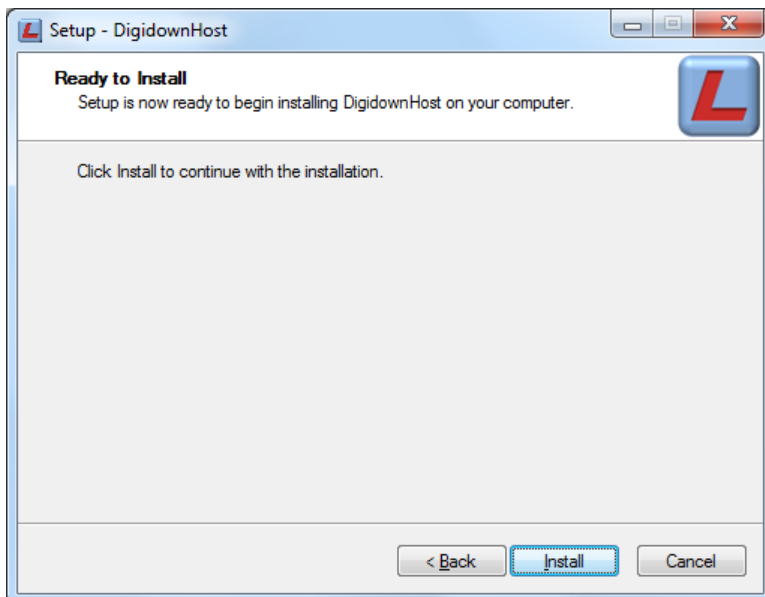 Setup - DigidownHost
Ready to Install
Setup is now ready to begin installing DigidownHost on your computer.
L
Click Install to continue with the installation.
< Back
Install
Cancel